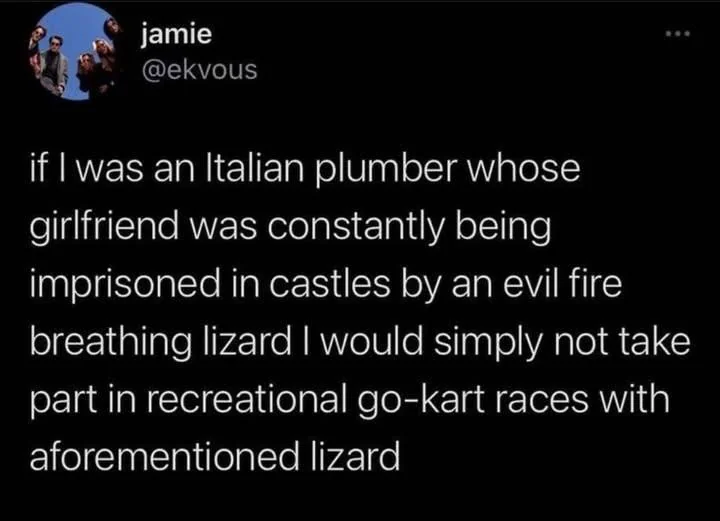 jamie
@ekvous
if I was an Italian plumber whose
girlfriend was constantly being
imprisoned in castles by an evil fire
breathing lizard I would simply not take
part in recreational go-kart races with
aforementioned lizard